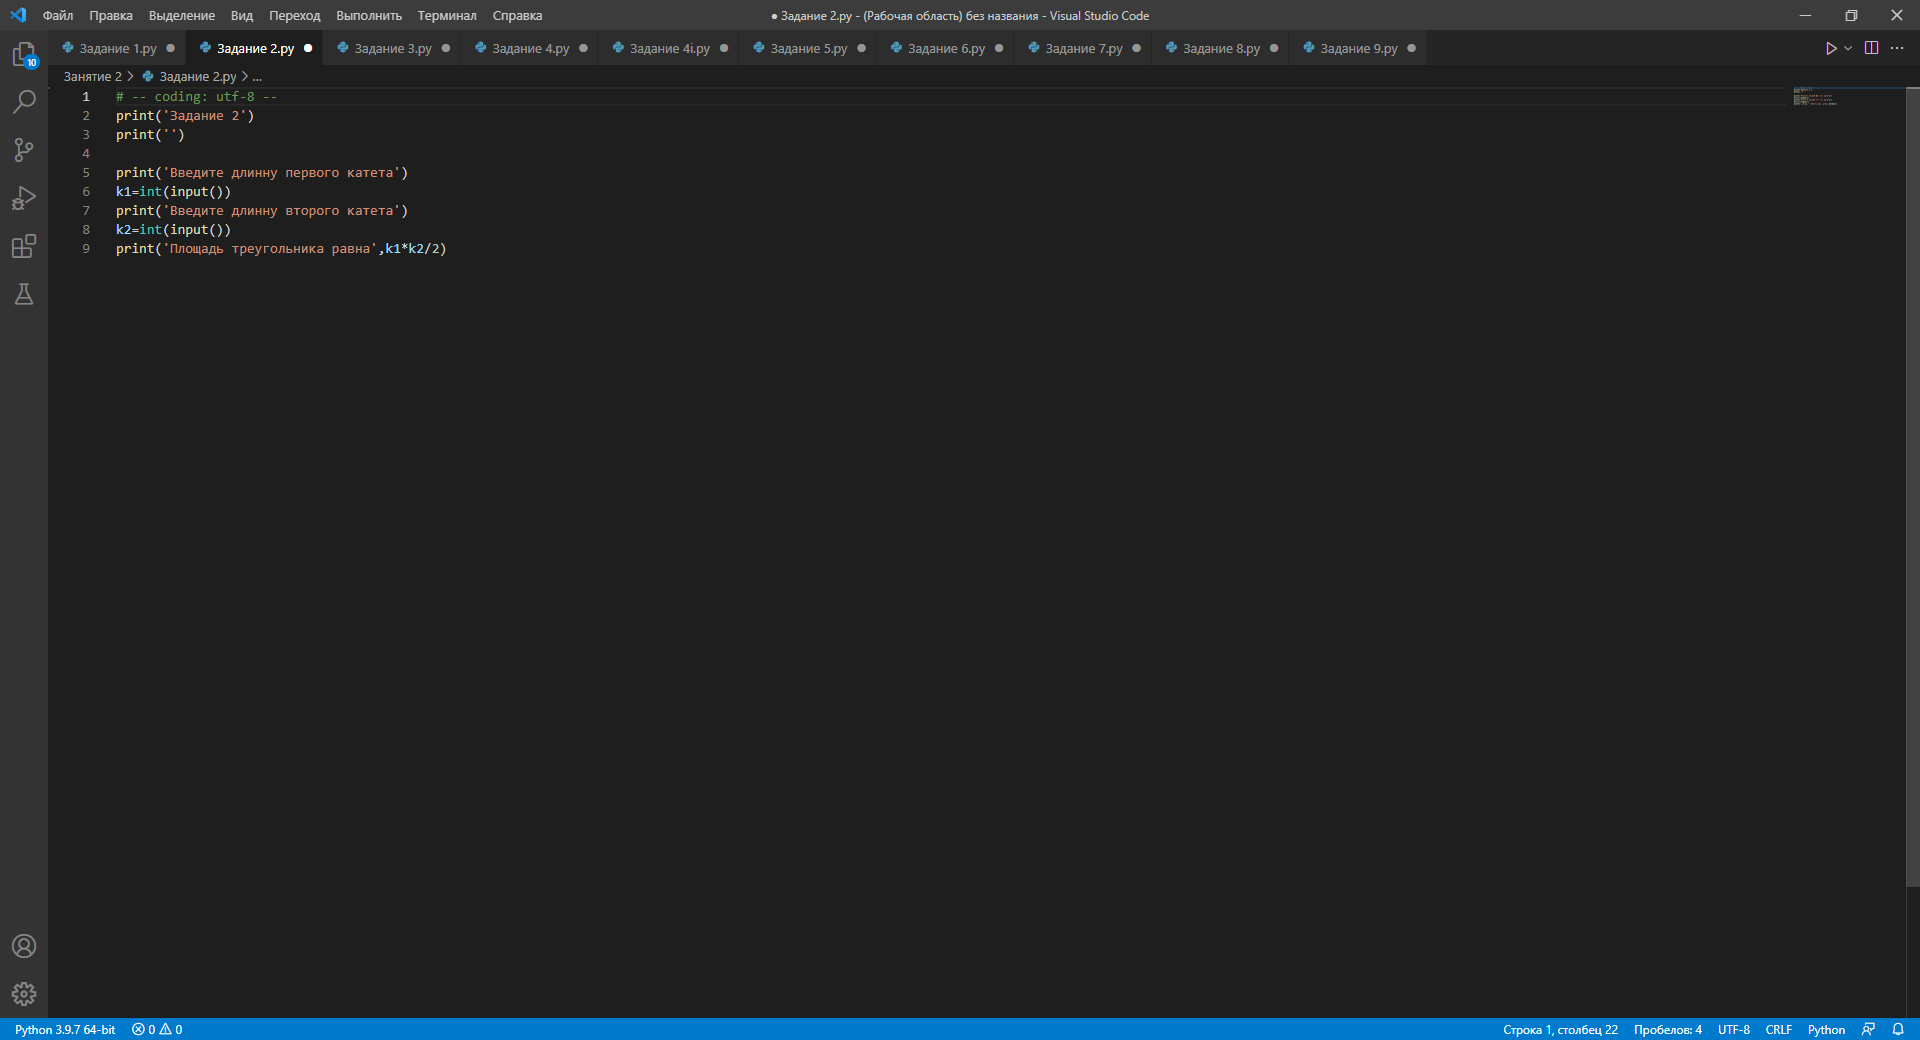 Файл Правка Выделение Вид Переход Выполнить Терминал Справка
● Задание 2.py - (Рабочая область) без названия - Visual Studio Code
Задание 1.py Задание 2.py Задание 3.py Задание 4.py Задание 4i.py Задание 5.py Задание 6.py Задание 7.py Задание 8.py Задание 9.py
10
Занятие 2 > Задание 2.py > ...
1 # -- coding: utf-8 --
2 print('Задание 2')
3 print('')
4
5 print('Введите длинну первого катета')
6 k1=int(input())
7 print('Введите длинну второго катета')
8 k2=int(input())
9 print('Площадь треугольника равна',k1*k2/2)
Python 3.9.7 64-bit 0 0 Строка 1, столбец 22 Пробелов: 4 UTF-8 CRLF Python